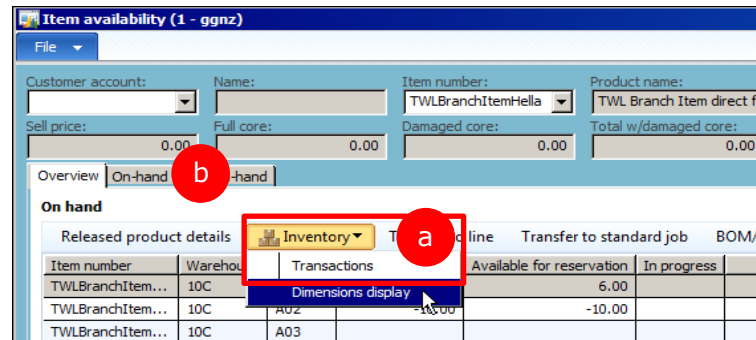 Item availability (1 - ggnz)
File
Customer account: Name: Item number: Product name:
TWLBranchItemHella TWL Branch Item direct f
Sell price: Full core: Damaged core: Total w/damaged core:
0.00 0.00 0.00 0.00
Overview On-hand b -hand
On hand
Released product details Inventory a line Transfer to standard job BOM/
Item number Warehou Transactions Available for reservation In progress
TWLBranchItem... 10C Dimensions display 6.00
TWLBranchItem... 10C A02 -10.00 -10.00
TWLBranchItem... 10C A03